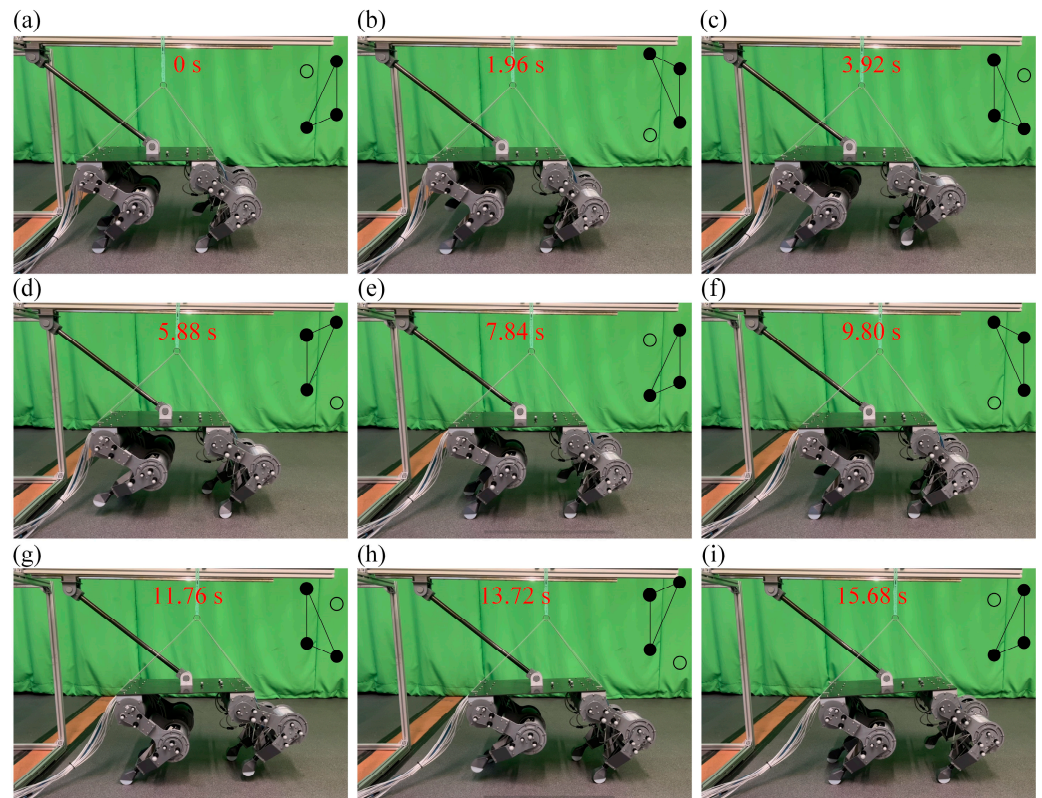 (a)
(b)
(c)
0 s
1.96 s
3.92 s
(d)
(e)
(f)
5.88 s
7.84 s
9.80 s
(g)
(h)
(i)
11.76 s
13.72 s
15.68 s